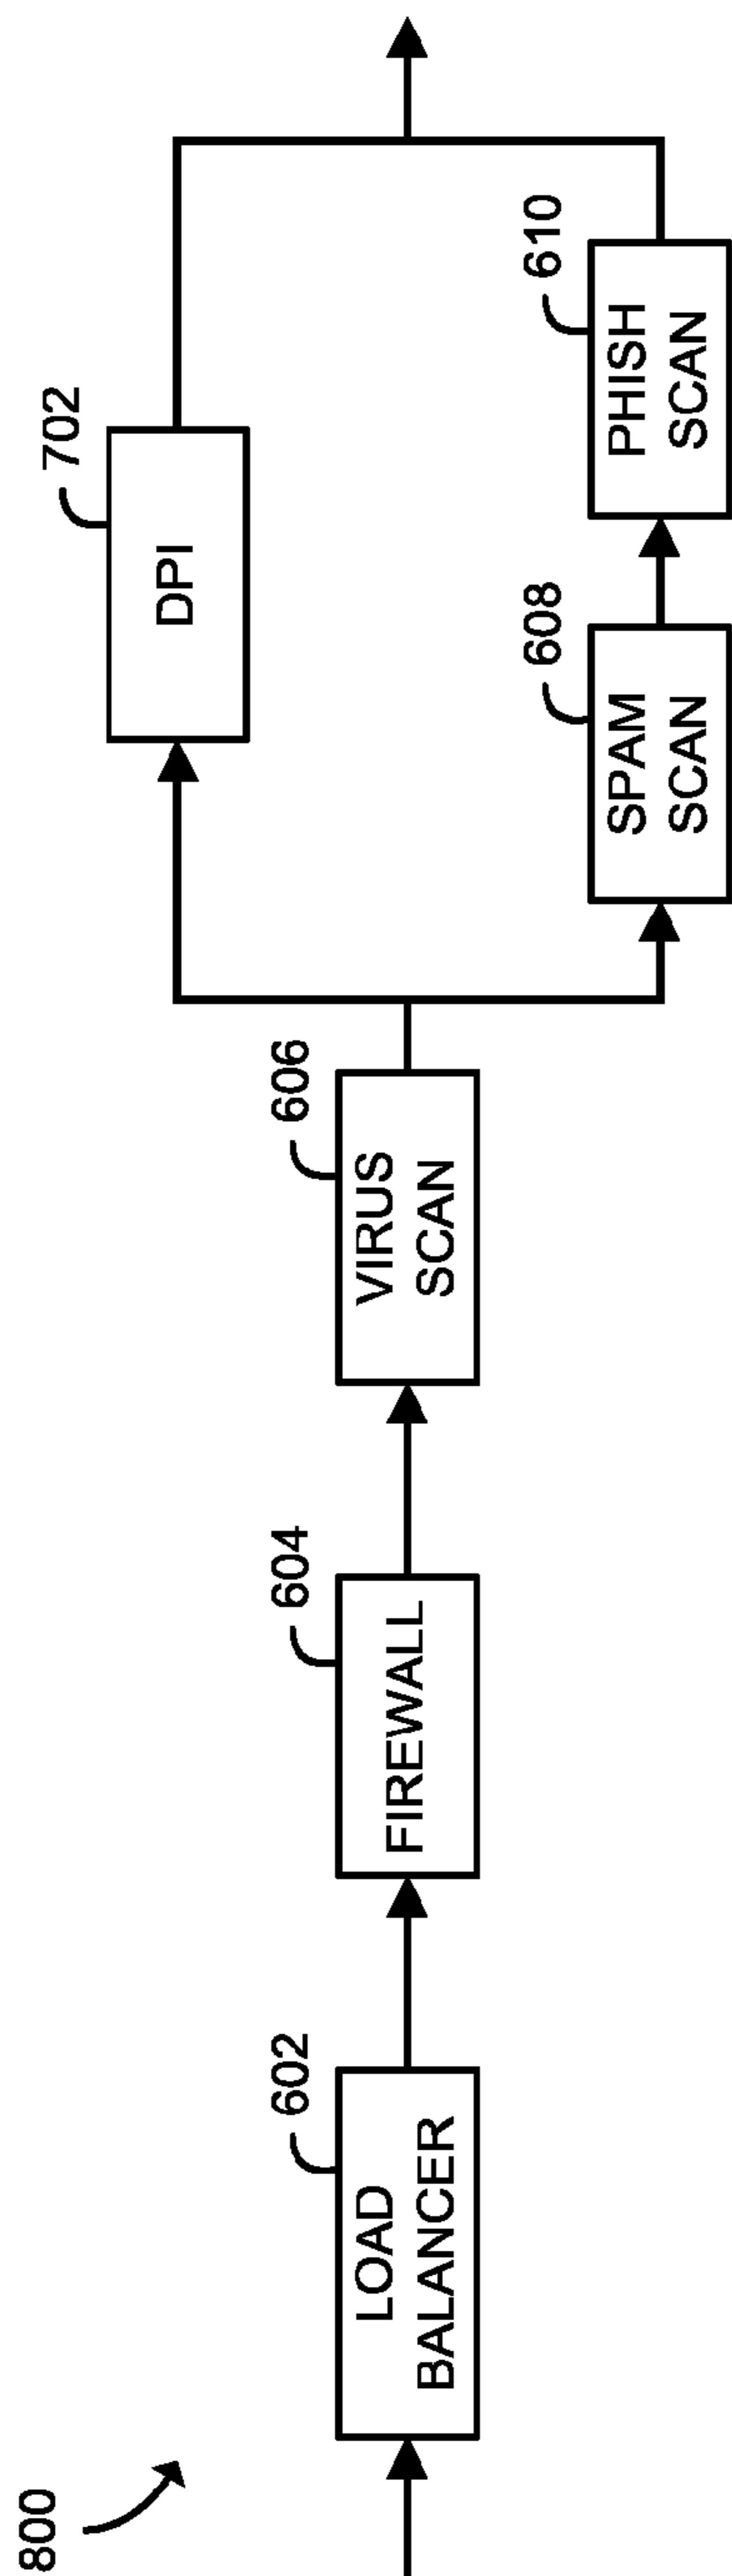 800
602
LOAD
BALANCER
604
FIREWALL
606
VIRUS
SCAN
702
DPI
608
SPAM
SCAN
610
PHISH
SCAN